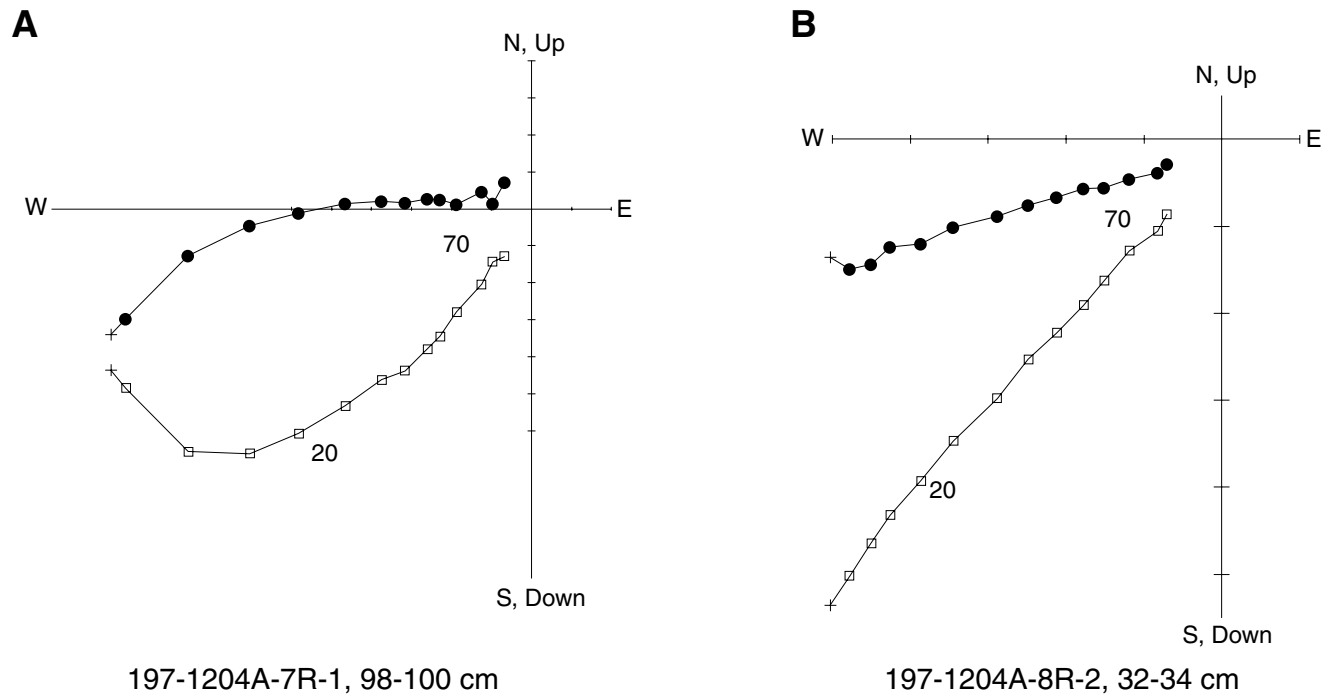 A
N, Up
W
E
70
20
S, Down
197-1204A-7R-1, 98-100 cm
B
N, Up
W
E
70
20
S, Down
197-1204A-8R-2, 32-34 cm